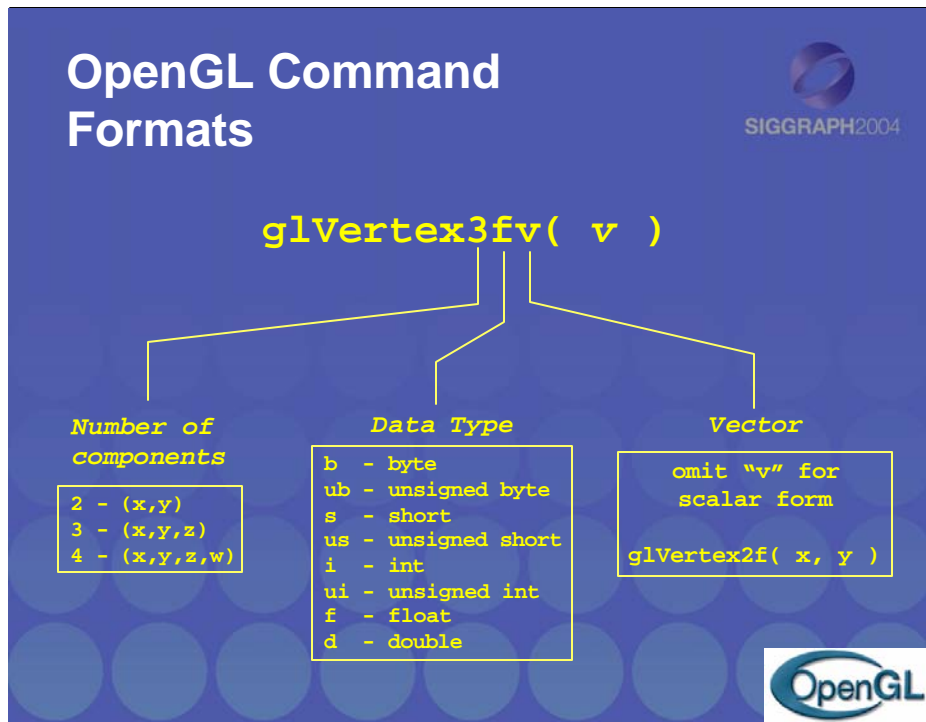 OpenGL Command
Formats
SIGGRAPH2004
glVertex3fv( v )
Number of
components
2 - (x,y)
3 - (x,y,z)
4 - (x,y,z,w)
Data Type
b - byte
ub - unsigned byte
s - short
us - unsigned short
i - int
ui - unsigned int
f - float
d - double
Vector
omit “v” for
scalar form
glVertex2f( x, y )
OpenGL